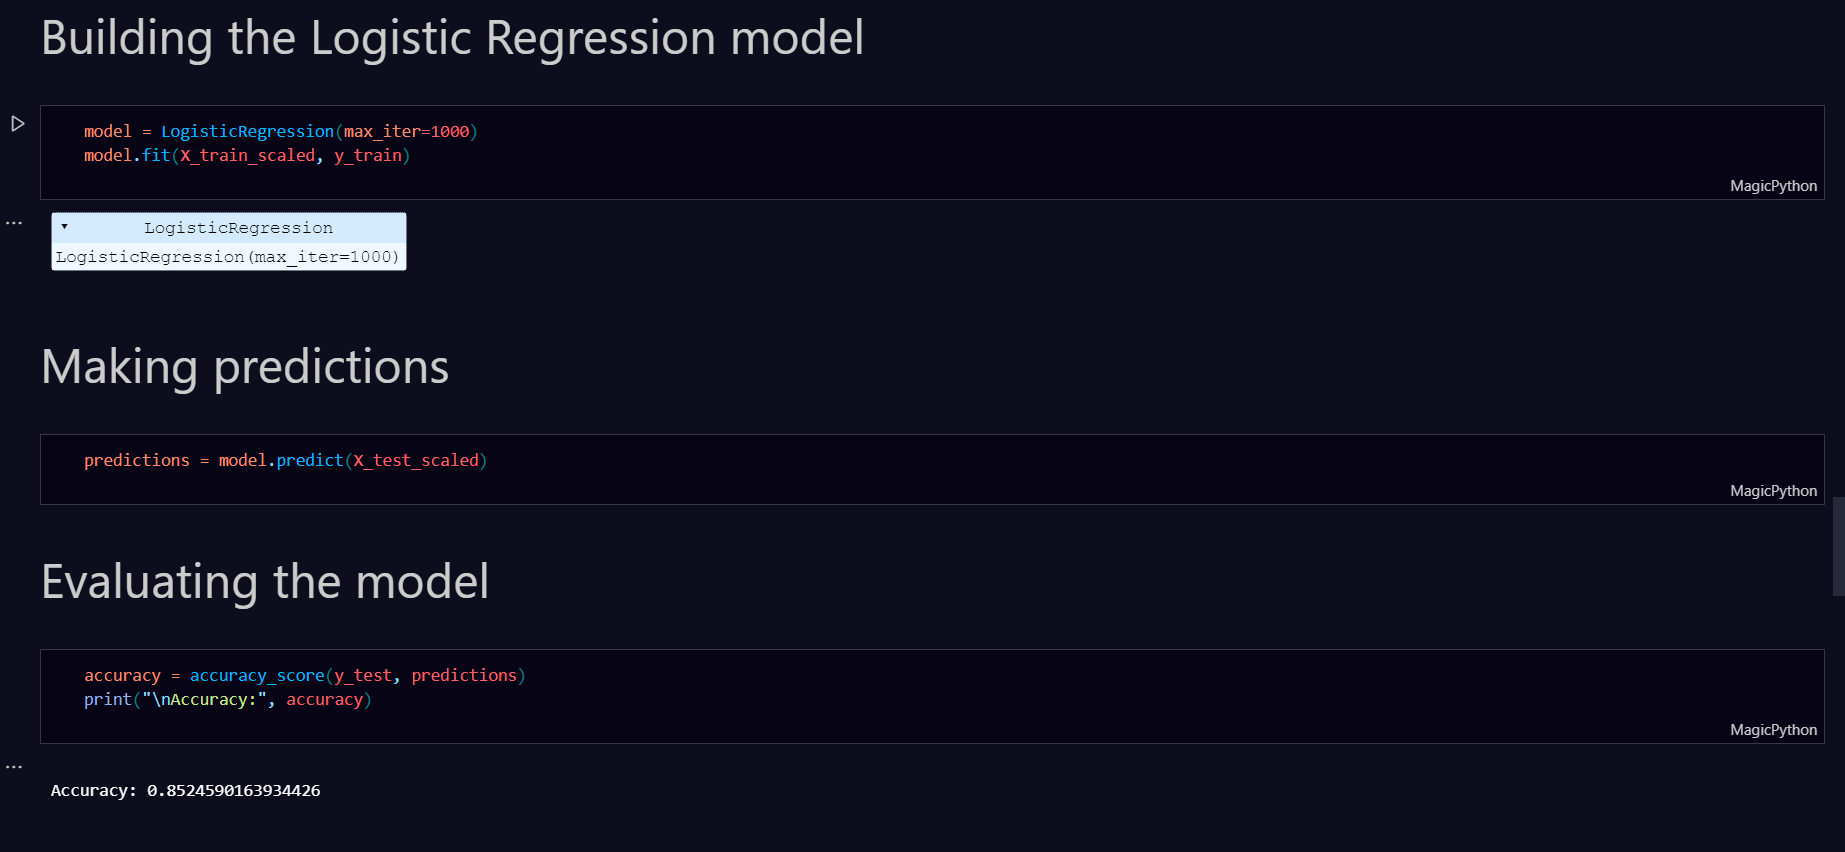 Building the Logistic Regression model
model = LogisticRegression(max_iter=1000)
model.fit(X_train_scaled, y_train)
MagicPython
...
LogisticRegression
LogisticRegression(max_iter=1000)
Making predictions
predictions = model.predict(X_test_scaled)
MagicPython
Evaluating the model
accuracy = accuracy_score(y_test, predictions)
print("\nAccuracy:", accuracy)
MagicPython
...
Accuracy: 0.8524590163934426